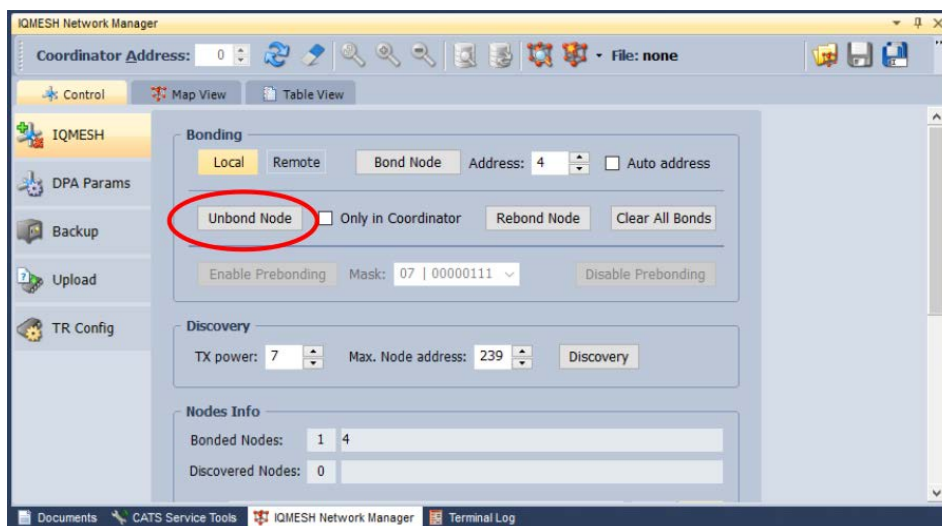 IQMESH Network Manager
Coordinator Address: 0 File: none
Control Map View Table View
IQMESH
DPA Params
Backup
Upload
TR Config
Bonding
Local Remote Bond Node Address: 4 Auto address
Unbond Node Only in Coordinator Rebond Node Clear All Bonds
Enable Prebonding Mask: 07 | 00000111 Disable Prebonding
Discovery
TX power: 7 Max. Node address: 239 Discovery
Nodes Info
Bonded Nodes: 1 4
Discovered Nodes: 0
Documents CATS Service Tools IQMESH Network Manager Terminal Log